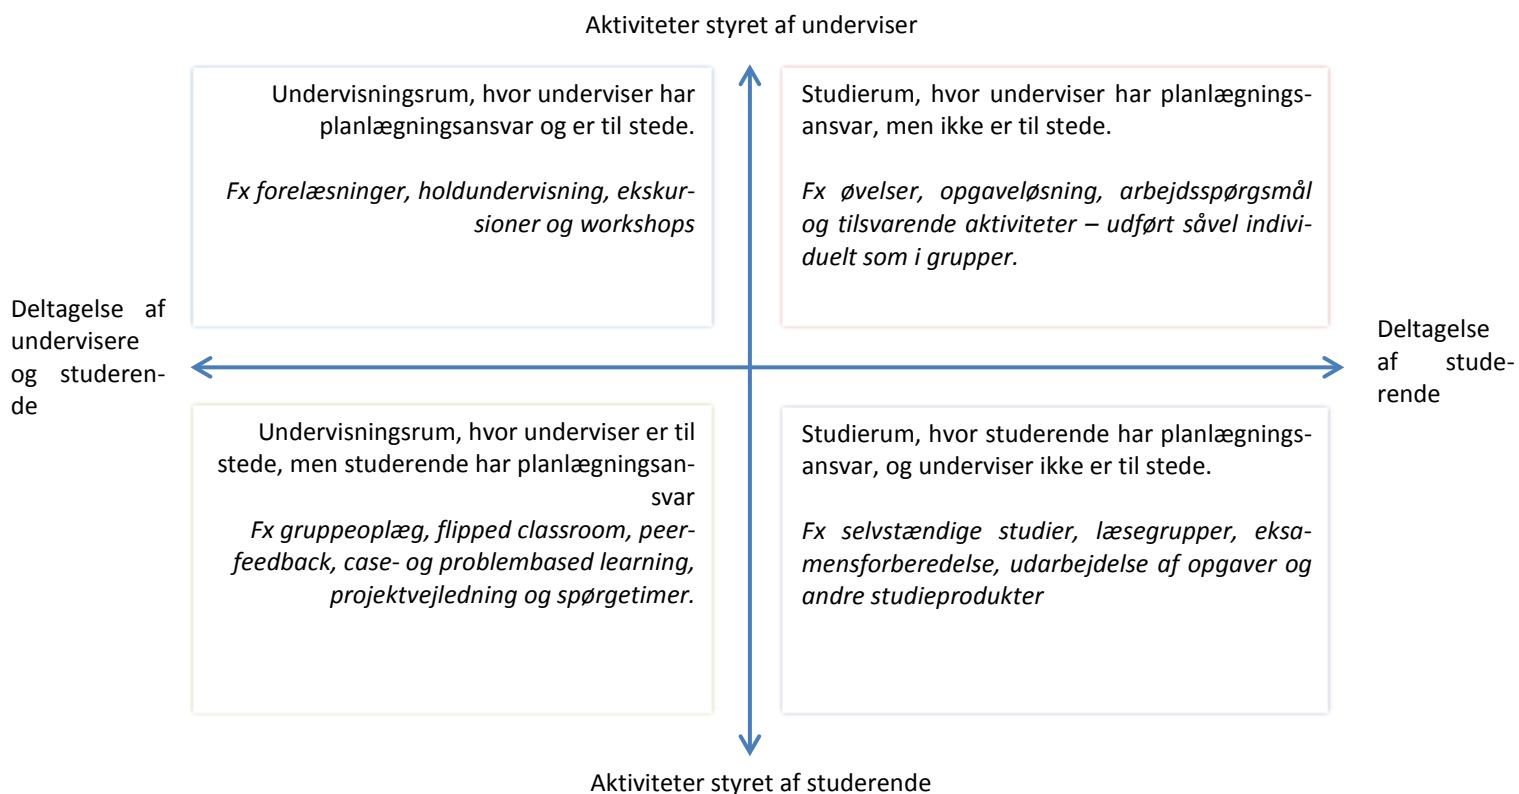 Aktiviteter styret af underviser
Undervisningsrum, hvor underviser har
planlægningsansvar og er til stede.
Fx forelæsninger, holdundervisning, ekskur-
sioner og workshops
Studierum, hvor underviser har planlægnings-
ansvar, men ikke er til stede.
Fx øvelser, opgaveløsning, arbejdsspørgsmål
og tilsvarende aktiviteter – udført såvel indivi-
duelt som i grupper.
Deltagelse af
undervisere
og studeren-
de
Deltagelse
af stude-
rende
Undervisningsrum, hvor underviser er til
stede, men studerende har planlægningsan-
svar
Fx gruppeoplæg, flipped classroom, peer-
feedback, case- og problembased learning,
projektvejledning og spørgetimer.
Studierum, hvor studerende har planlægnings-
ansvar, og underviser ikke er til stede.
Fx selvstændige studier, læsegrupper, eksa-
mensforberedelse, udarbejdelse af opgaver og
andre studieprodukter
Aktiviteter styret af studerende